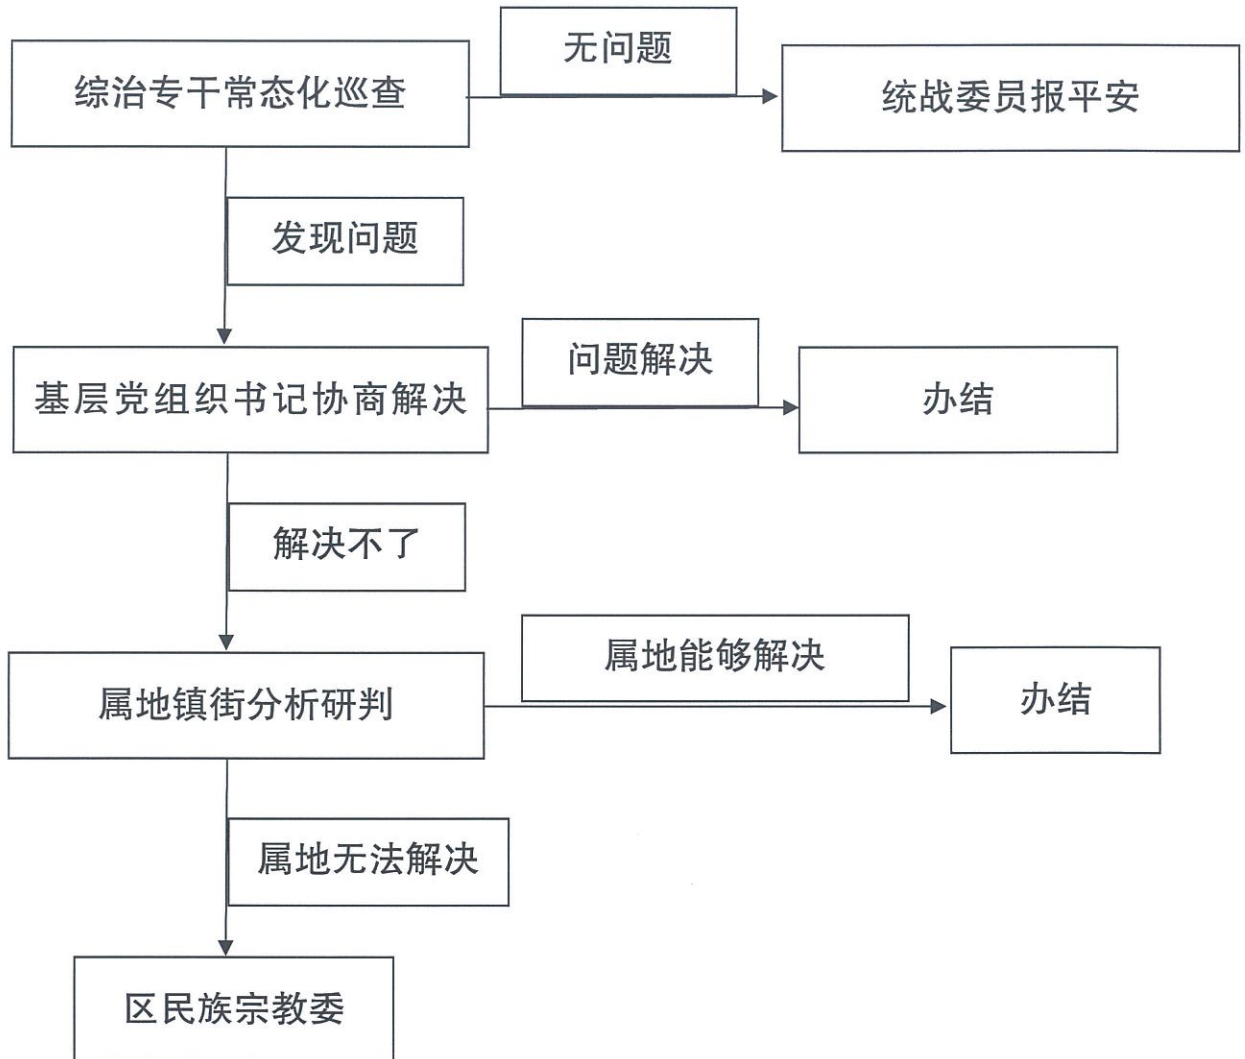 无问题
综治专干常态化巡查
统战委员报平安
发现问题
问题解决
基层党组织书记协商解决
办结
解决不了
属地能够解决
属地镇街分析研判
办结
属地无法解决
区民族宗教委